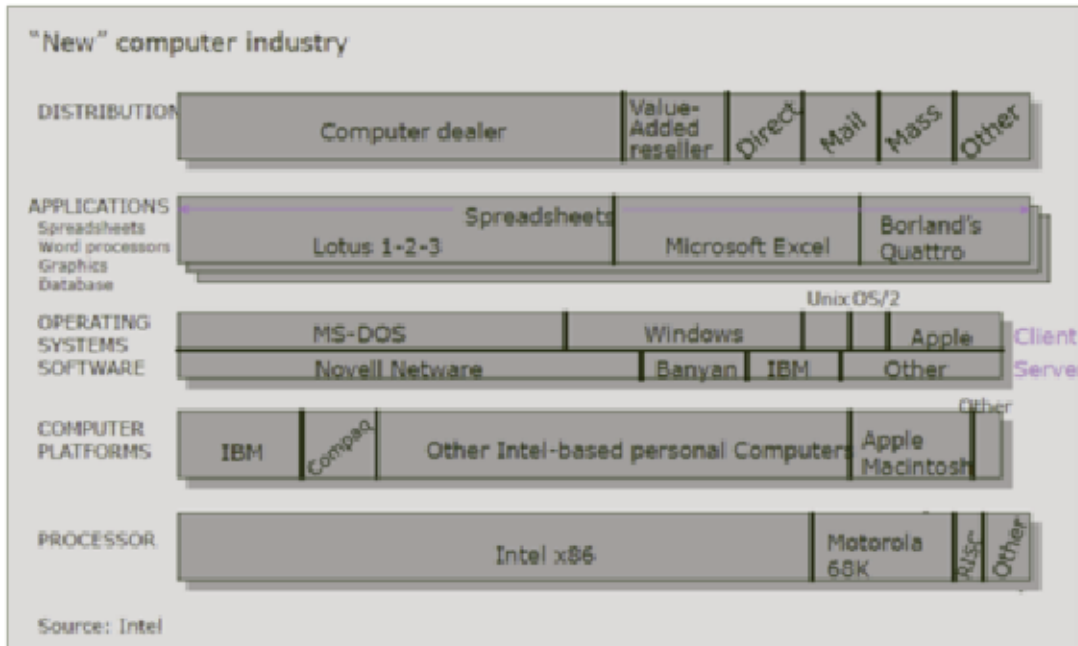 “New” computer industry
DISTRIBUTION
Computer dealer
Value-
Added
reseller
Direct
Mail
Mass
Other
APPLICATIONS
Spreadsheets
Word processors
Graphics
Database
Spreadsheets
Lotus 1-2-3
Microsoft Excel
Borland's
Quattro
Unix OS/2
OPERATING
SYSTEMS
SOFTWARE
MS-DOS
Windows
Apple
Client
Novell Netware
Banyan
IBM
Other
Server
Other
COMPUTER
PLATFORMS
IBM
Compaq
Other Intel-based personal Computers
Apple
Macintosh
PROCESSOR
Intel x86
Motorola
68K
RISC
Other
Source: Intel